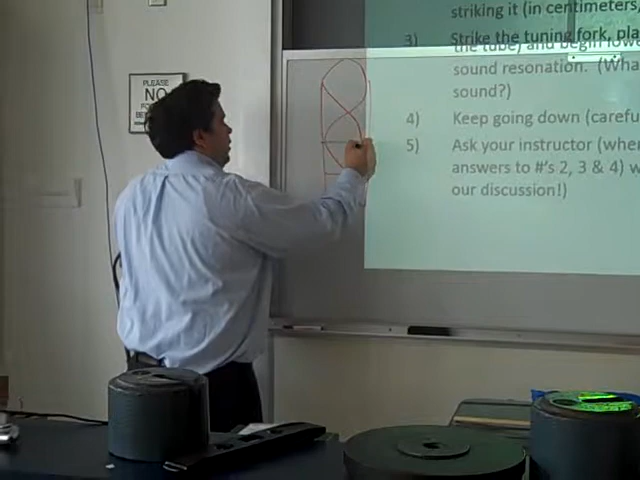 striking it (in centimeters,
3) Strike the tuning fork, pla
the tube) and begin low
sound resonation. (Wha
sound?)
4) Keep going down (carefu
5) Ask your instructor (whe
answers to #'s 2, 3 & 4) w
our discussion!)
PLEASE
NO